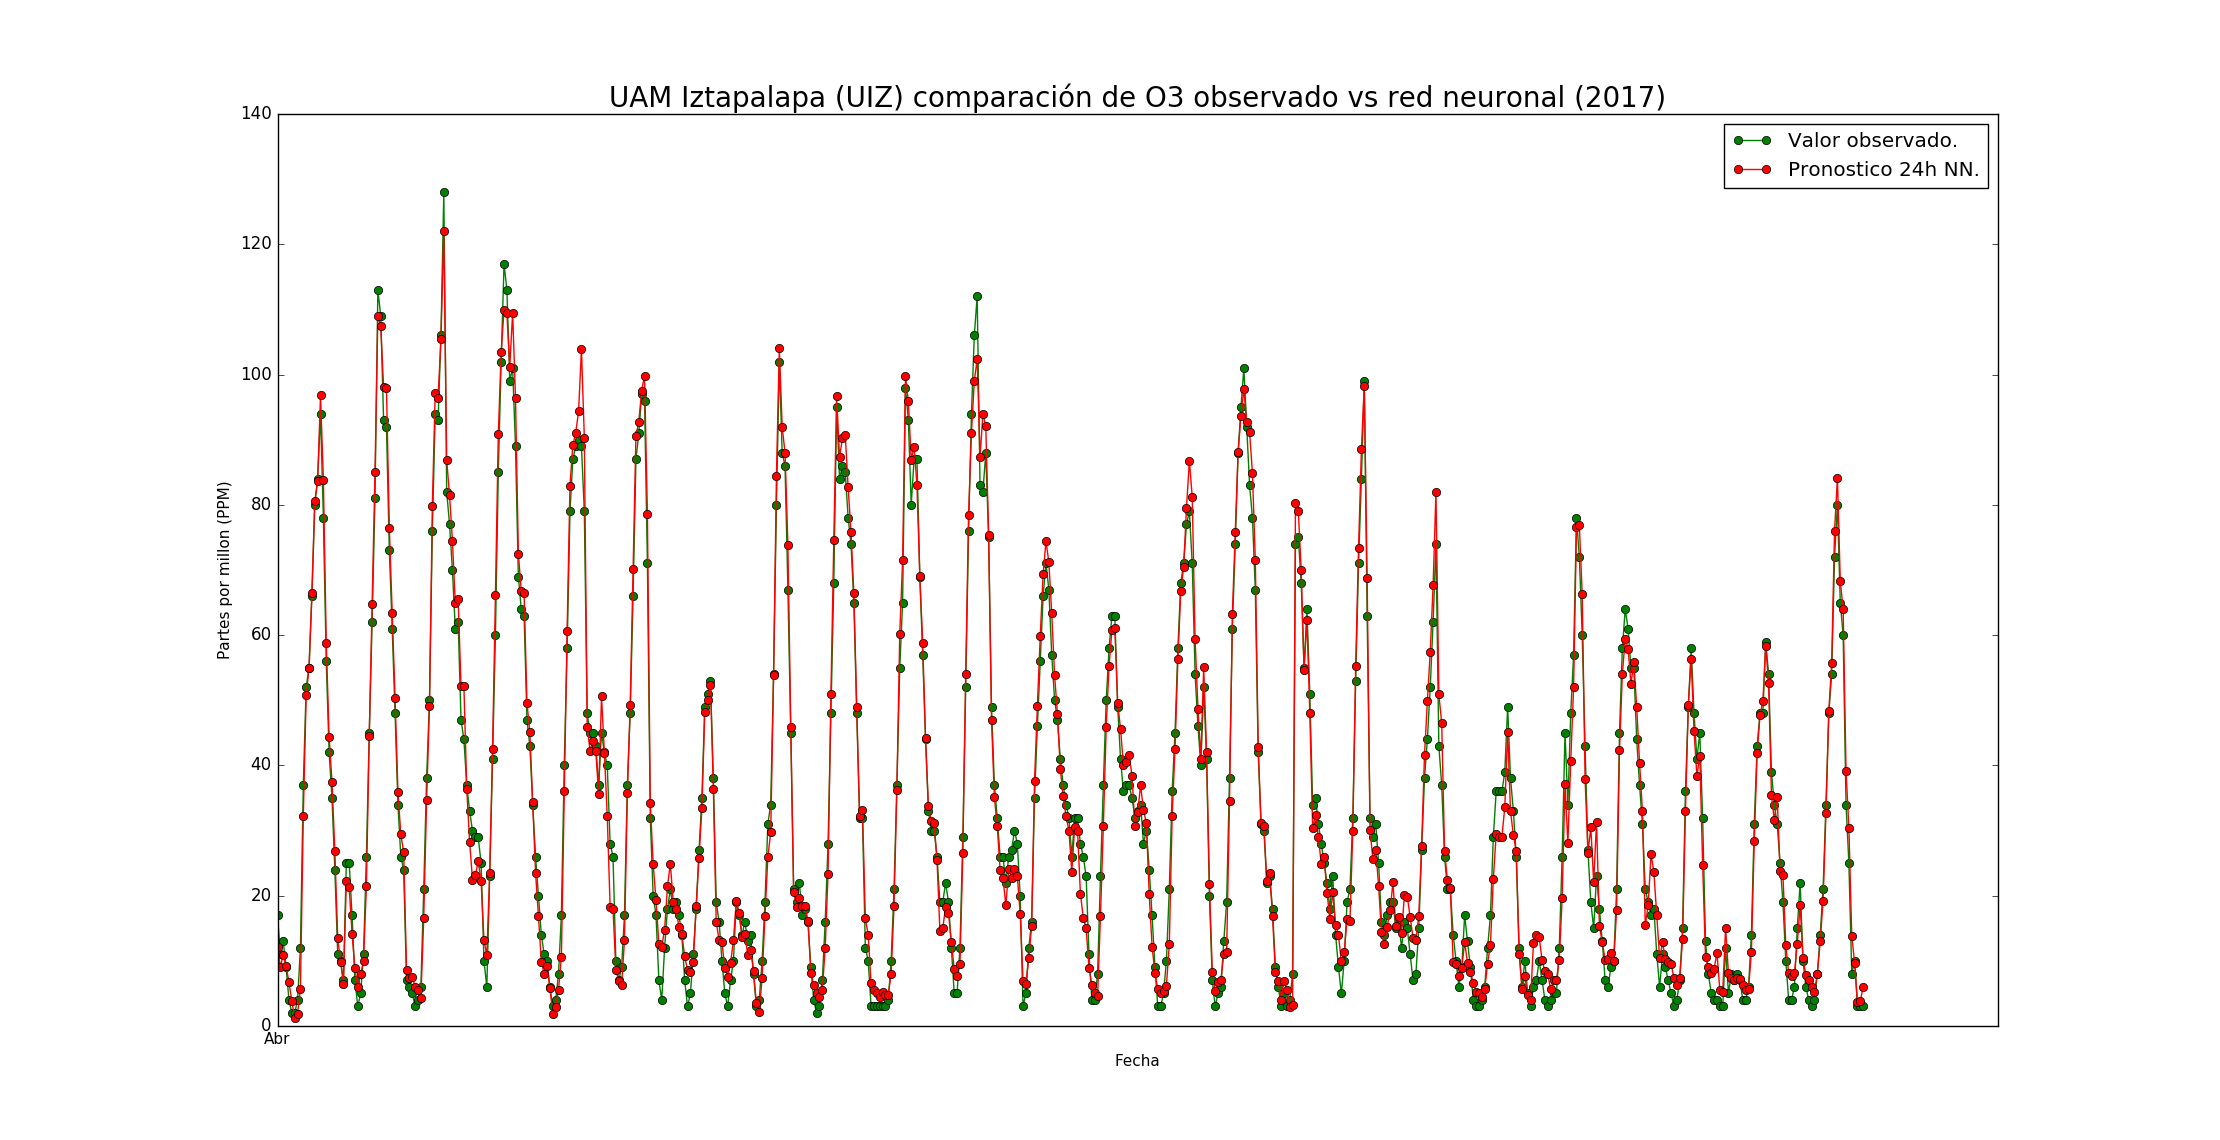 UAM Iztapalapa (UIZ) comparación de O3 observado vs red neuronal (2017)
140
120
100
80
60
40
20
0
Partes por millon (PPM)
Valor observado.
Pronostico 24h NN.
Abr
Fecha